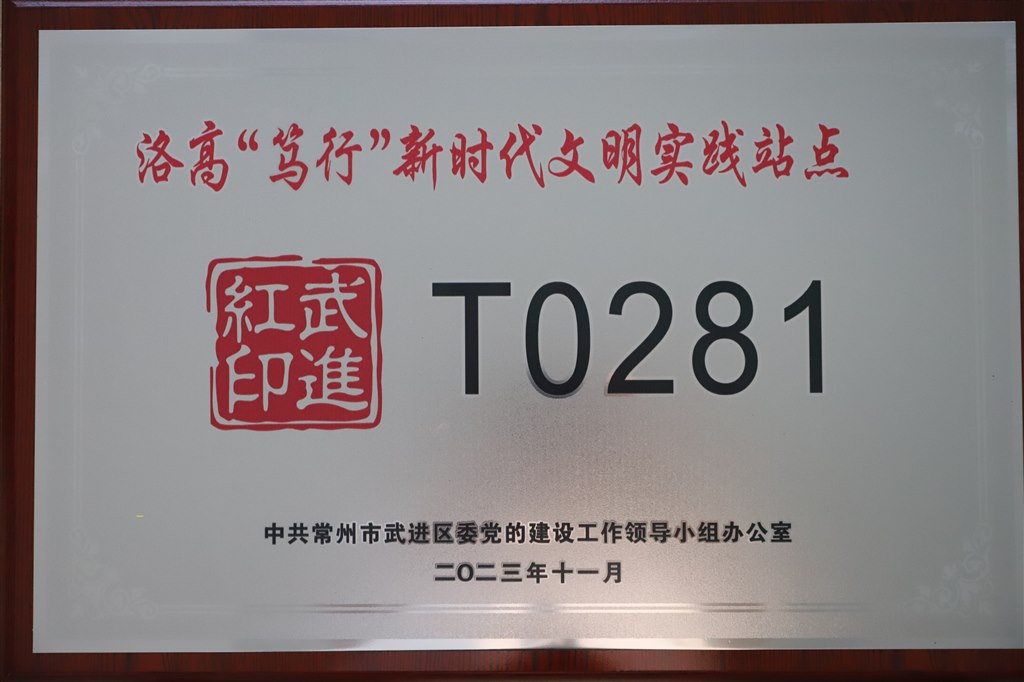 洛高“笃行”新时代文明实践站点
武進
紅印
T0281
中共常州市武进区委党的建设工作领导小组办公室
二〇二三年十一月